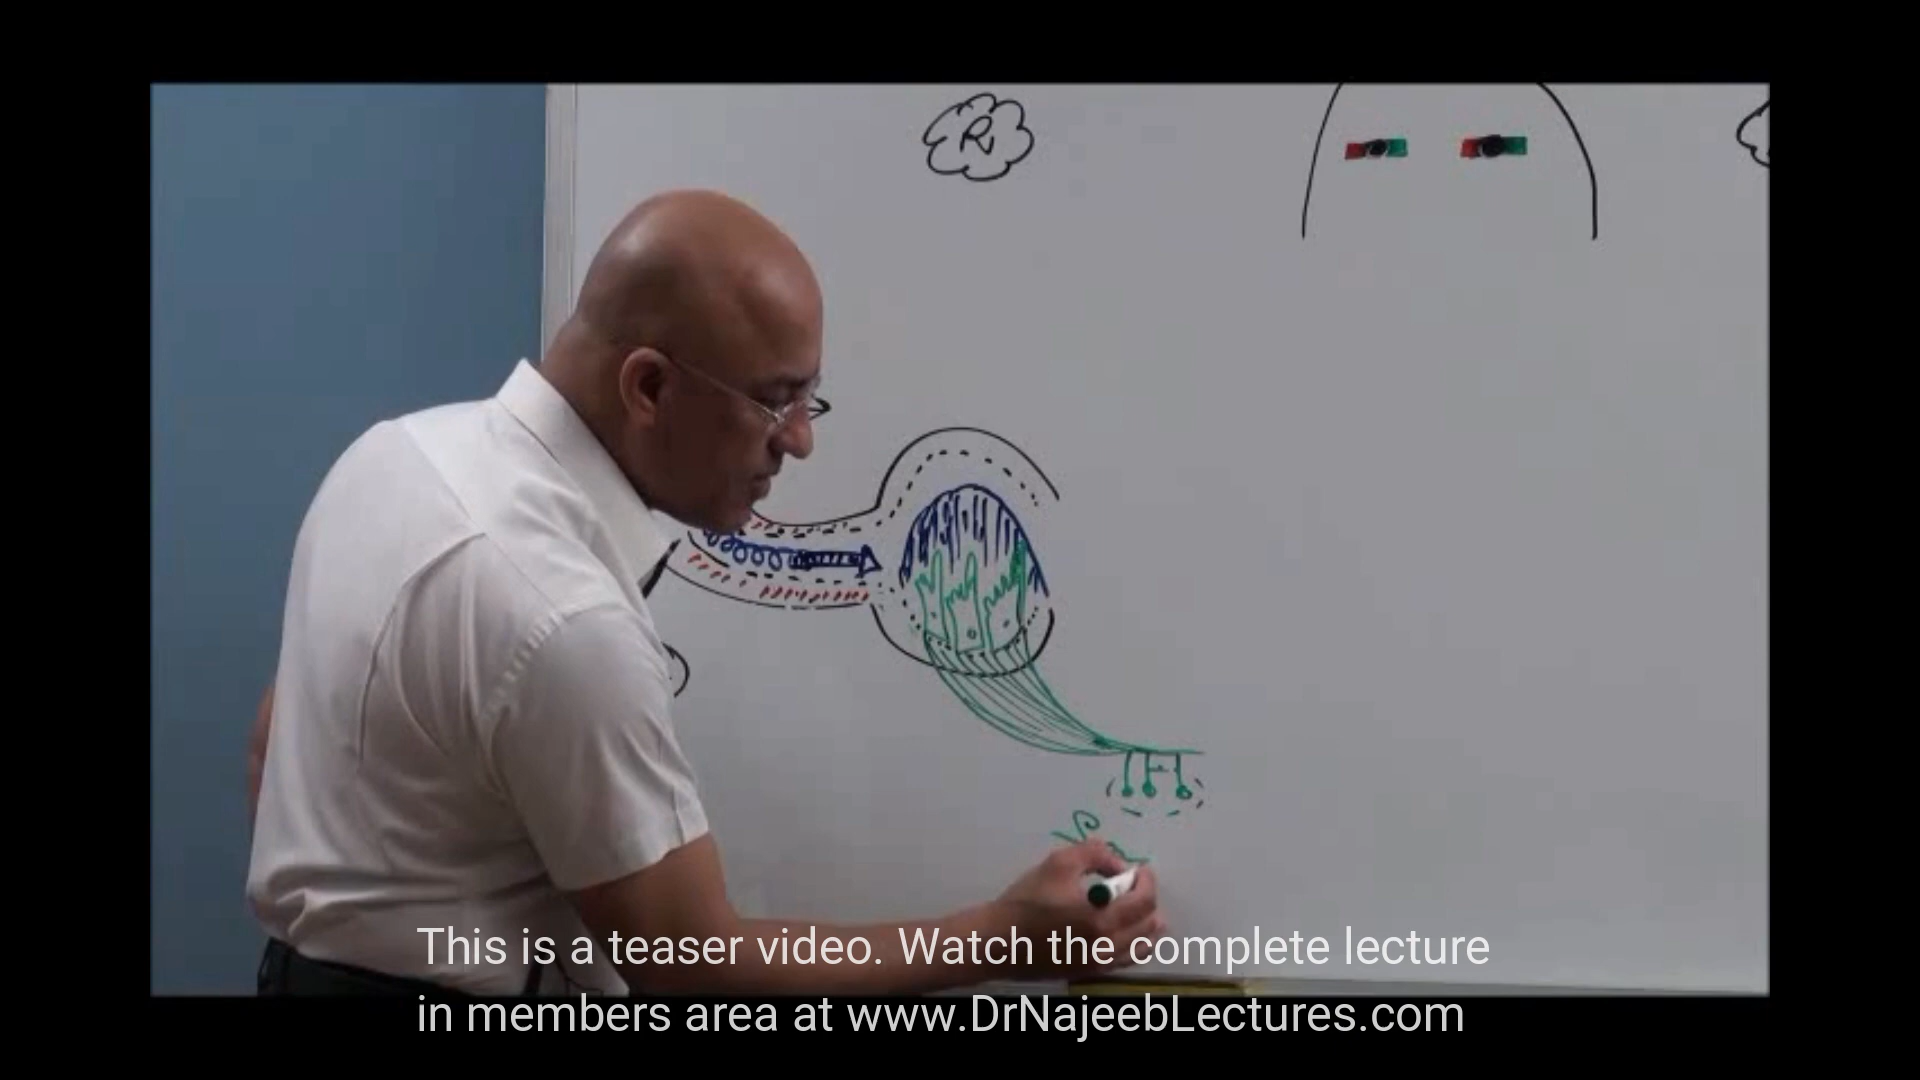 R
This is a teaser video. Watch the complete lecture
in members area at www.DrNajeebLectures.com